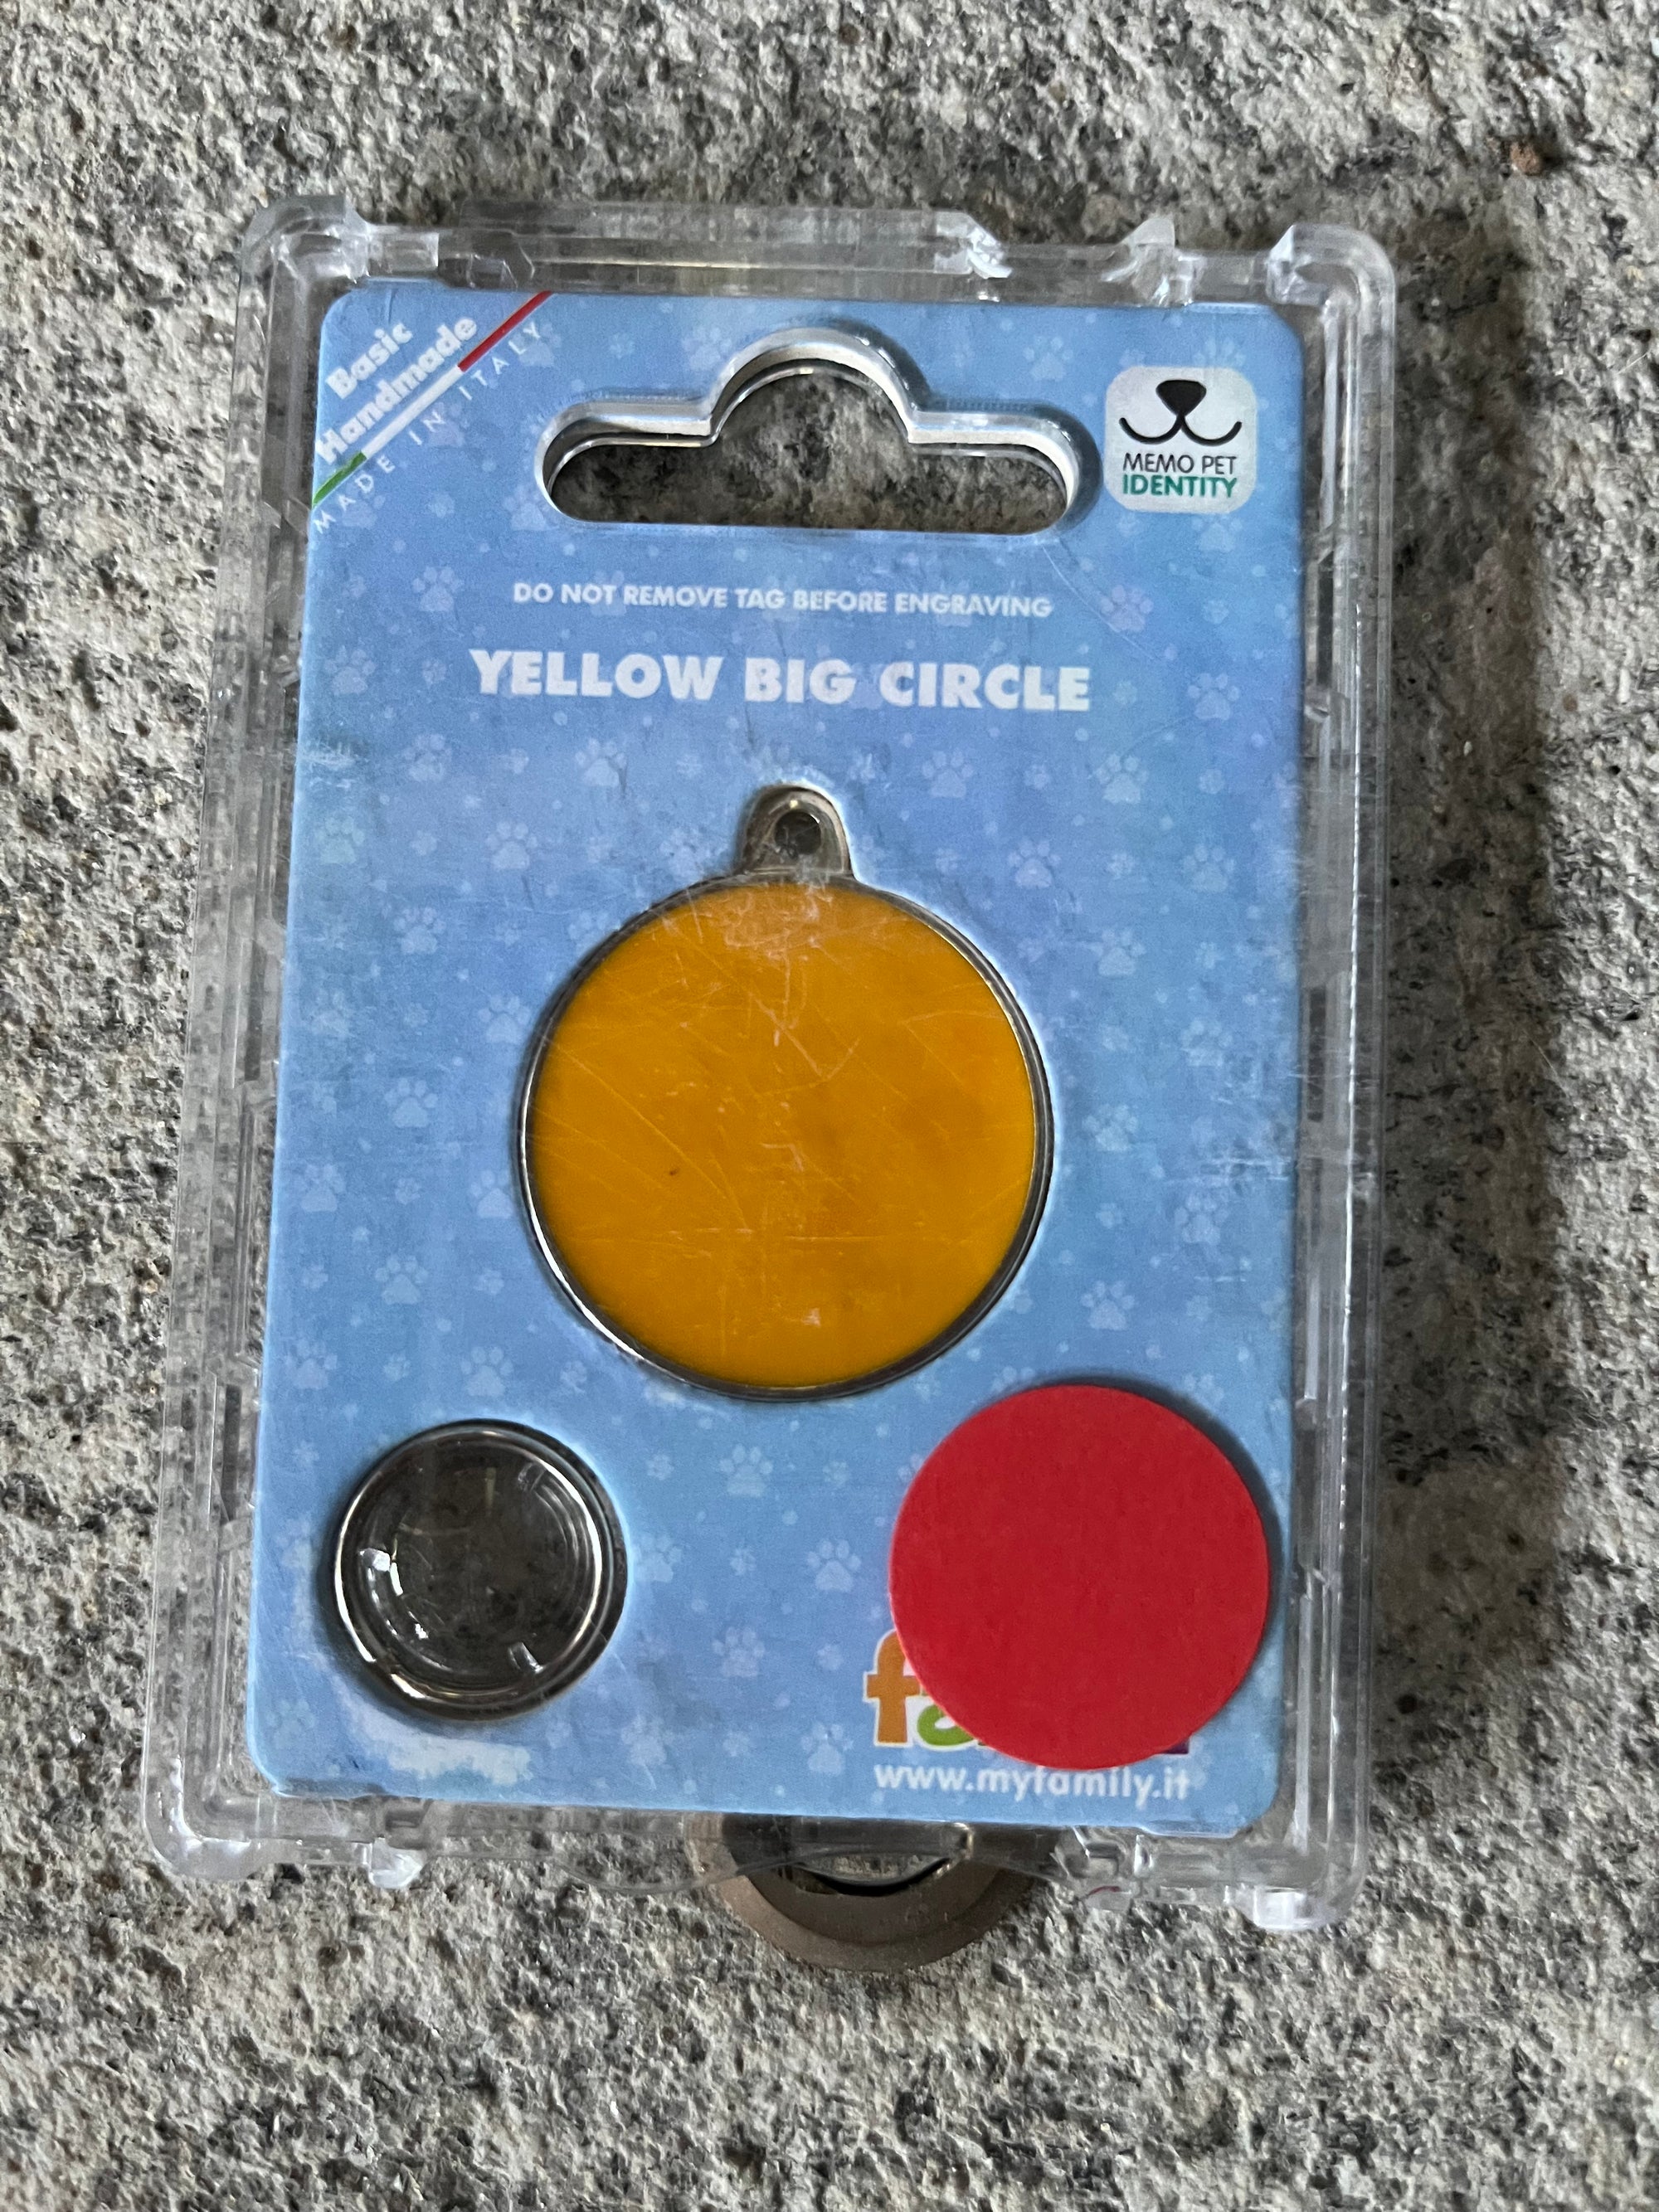 Basic
Handmade
MADE IN ITALY
MEMO PET
IDENTITY
DO NOT REMOVE TAG BEFORE ENGRAVING
YELLOW BIG CIRCLE
www.myfamily.it